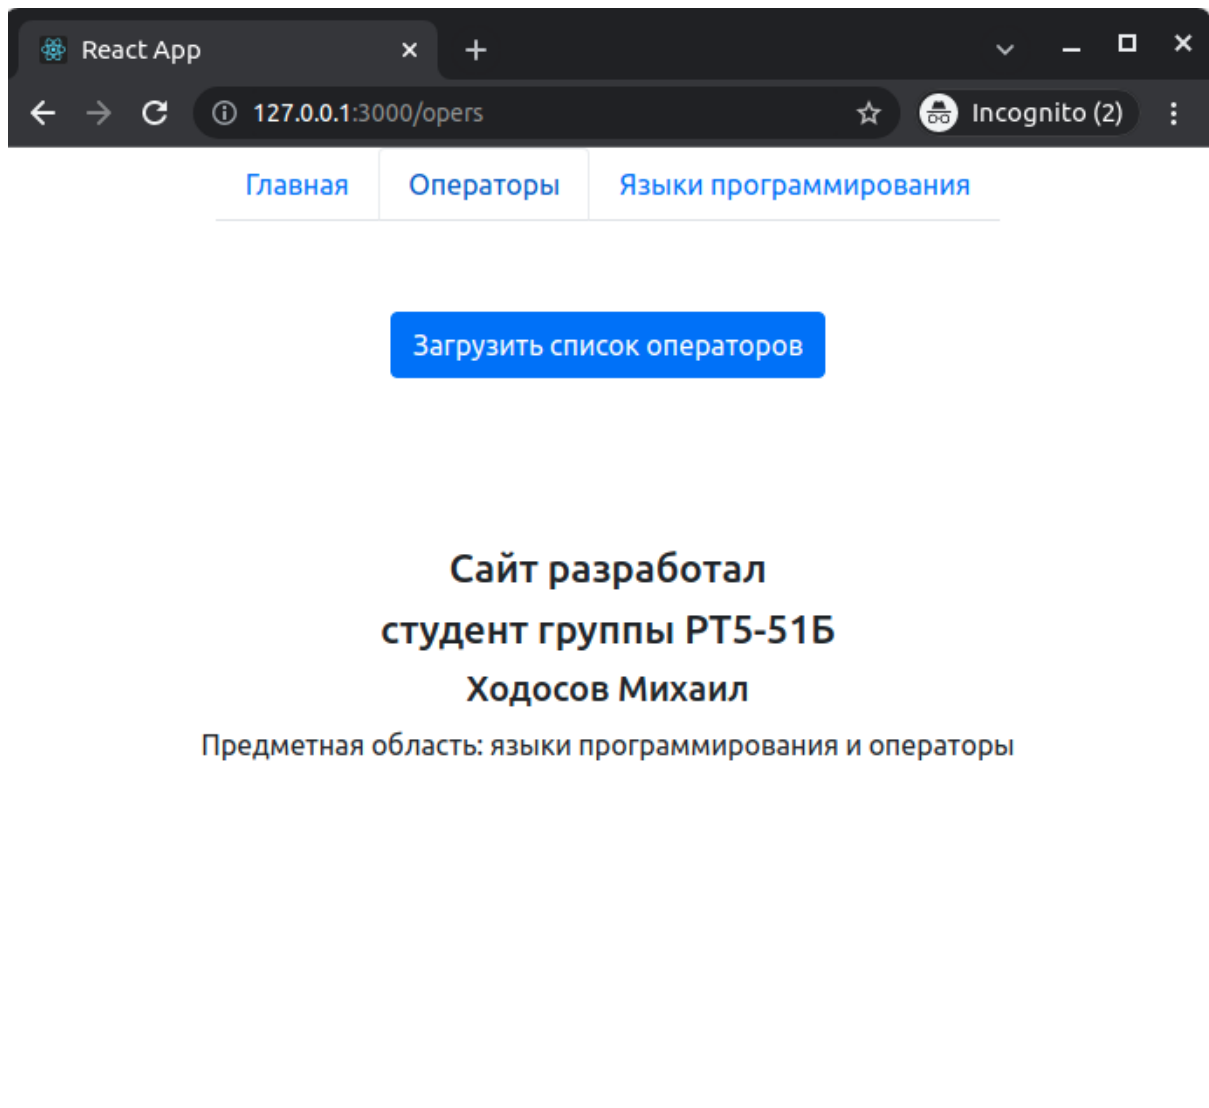 React App
127.0.0.1:3000/opers
Incognito (2)
Главная Операторы Языки программирования
Загрузить список операторов
Сайт разработал
студент группы РТ5-51Б
Ходосов Михаил
Предметная область: языки программирования и операторы